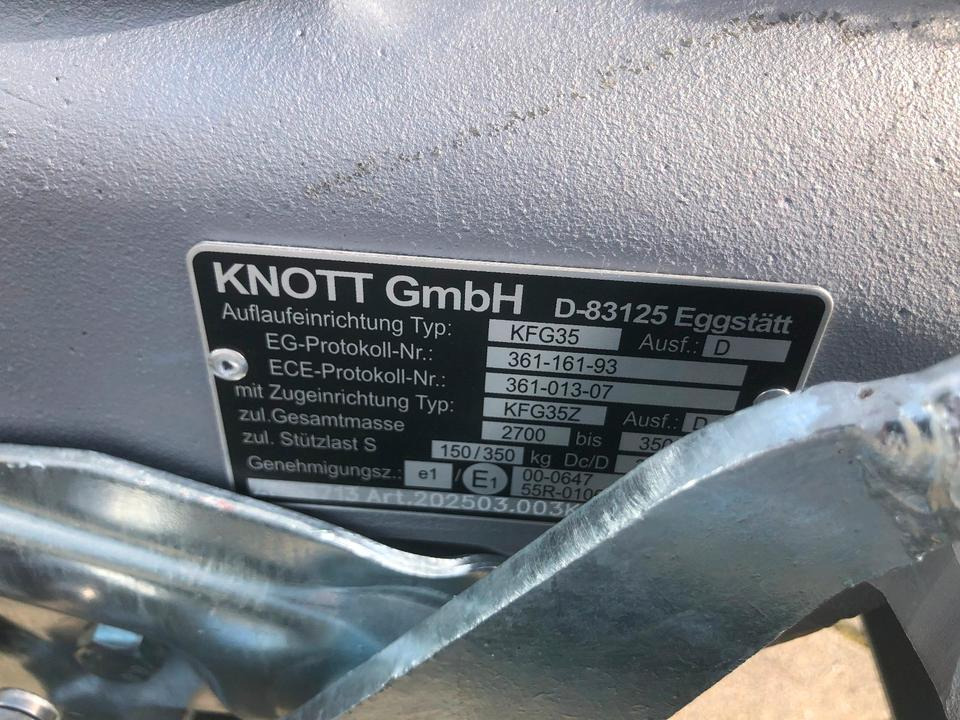 KNOTT GmbH D-83125 Eggstätt
Auflaufeinrichtung Typ: KFG35 Ausf.: D
EG-Protokoll-Nr.: 361-161-93
ECE-Protokoll-Nr.: 361-013-07
mit Zugeinrichtung Typ: KFG35Z Ausf.: D
zul.Gesamtmasse 2700 bis
zul. Stützlast S 150/350 kg Dc/D
Genehmigungsz.: e1 / E1 00-0647
55R-010
713 Art.202503.003